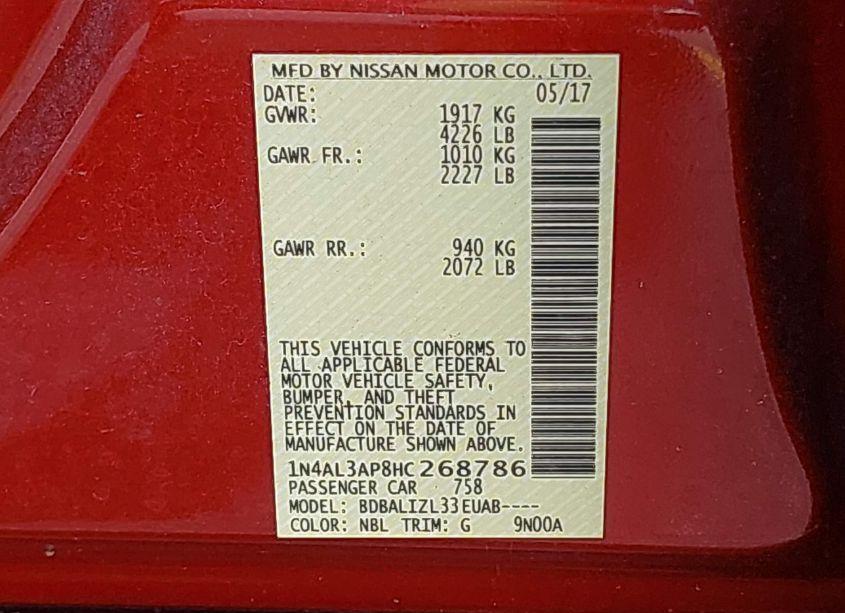 MFD BY NISSAN MOTOR CO., LTD.
DATE: 05/17
GVWR: 1917 KG
4226 LB
GAWR FR.: 1010 KG
2227 LB
GAWR RR.: 940 KG
2072 LB
THIS VEHICLE CONFORMS TO
ALL APPLICABLE FEDERAL
MOTOR VEHICLE SAFETY,
BUMPER, AND THEFT
PREVENTION STANDARDS IN
EFFECT ON THE DATE OF
MANUFACTURE SHOWN ABOVE.
1N4AL3AP8HC268786
PASSENGER CAR 758
MODEL: BDBALIZL33EUAB----
COLOR: NBL TRIM: G 9N00A